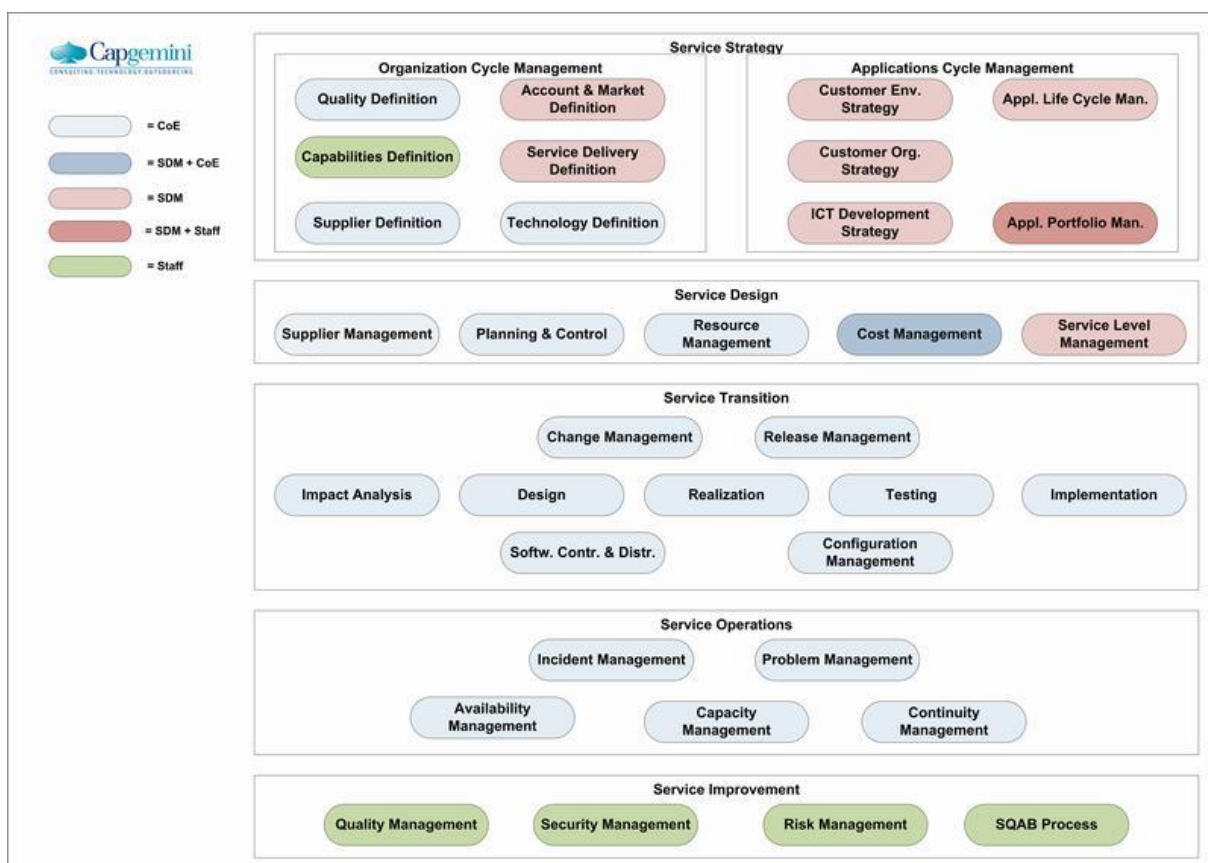 Capgemini
CONSULTING.TECHNOLOGY.OUTSOURCING
= CoE
= SDM + CoE
= SDM
= SDM + Staff
= Staff
Service Strategy
Organization Cycle Management
Quality Definition
Account & Market
Definition
Capabilities Definition
Service Delivery
Definition
Supplier Definition
Technology Definition
Applications Cycle Management
Customer Env.
Strategy
Appl. Life Cycle Man.
Customer Org.
Strategy
ICT Development
Strategy
Appl. Portfolio Man.
Service Design
Supplier Management
Planning & Control
Resource
Management
Cost Management
Service Level
Management
Service Transition
Change Management
Release Management
Impact Analysis
Design
Realization
Testing
Implementation
Softw. Contr. & Distr.
Configuration
Management
Service Operations
Incident Management
Problem Management
Availability
Management
Capacity
Management
Continuity
Management
Service Improvement
Quality Management
Security Management
Risk Management
SQAB Process